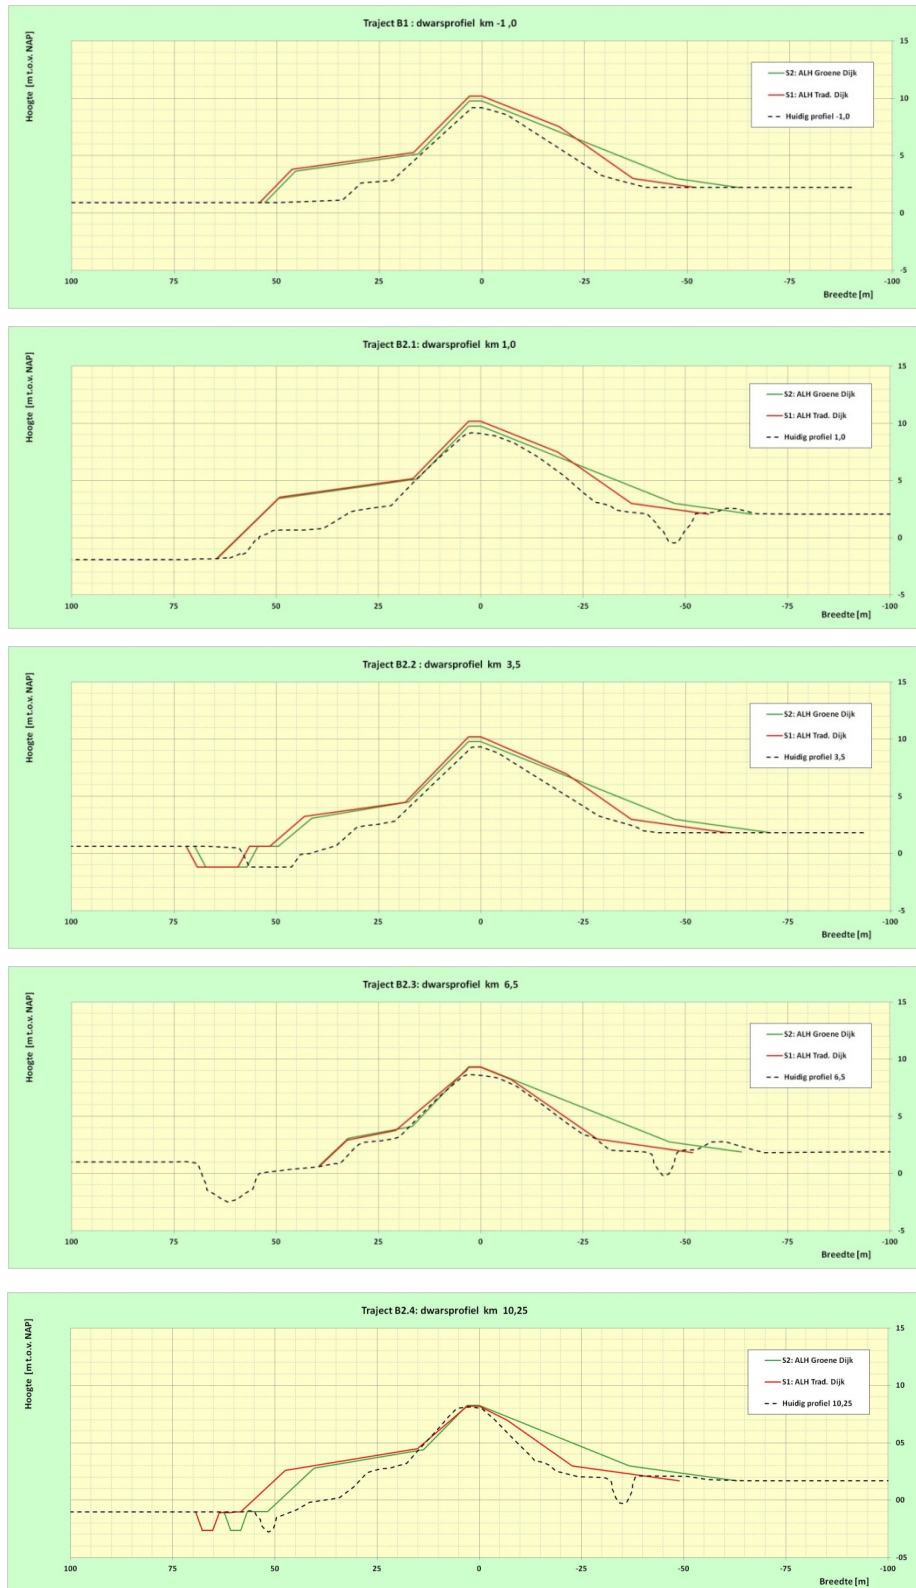 Traject B1 : dwarsprofiel km -1 ,0
Hoogte [m t.o.v. NAP]
15
10
5
0
-5
S2: ALH Groene Dijk
S1: ALH Trad. Dijk
Huidig profiel -1,0
100 75 50 25 0 -25 -50 -75 -100
Breedte [m]
Traject B2.1: dwarsprofiel km 1,0
Hoogte [m t.o.v. NAP]
15
10
5
0
-5
S2: ALH Groene Dijk
S1: ALH Trad. Dijk
Huidig profiel 1,0
100 75 50 25 0 -25 -50 -75 -100
Breedte [m]
Traject B2.2 : dwarsprofiel km 3,5
Hoogte [m t.o.v. NAP]
15
10
5
0
-5
S2: ALH Groene Dijk
S1: ALH Trad. Dijk
Huidig profiel 3,5
100 75 50 25 0 -25 -50 -75 -100
Breedte [m]
Traject B2.3: dwarsprofiel km 6,5
Hoogte [m t.o.v. NAP]
15
10
5
0
-5
S2: ALH Groene Dijk
S1: ALH Trad. Dijk
Huidig profiel 6,5
100 75 50 25 0 -25 -50 -75 -100
Breedte [m]
Traject B2.4: dwarsprofiel km 10,25
Hoogte [m t.o.v. NAP]
15
10
05
00
-05
S2: ALH Groene Dijk
S1: ALH Trad. Dijk
Huidig profiel 10,25
100 75 50 25 0 -25 -50 -75 -100
Breedte [m]